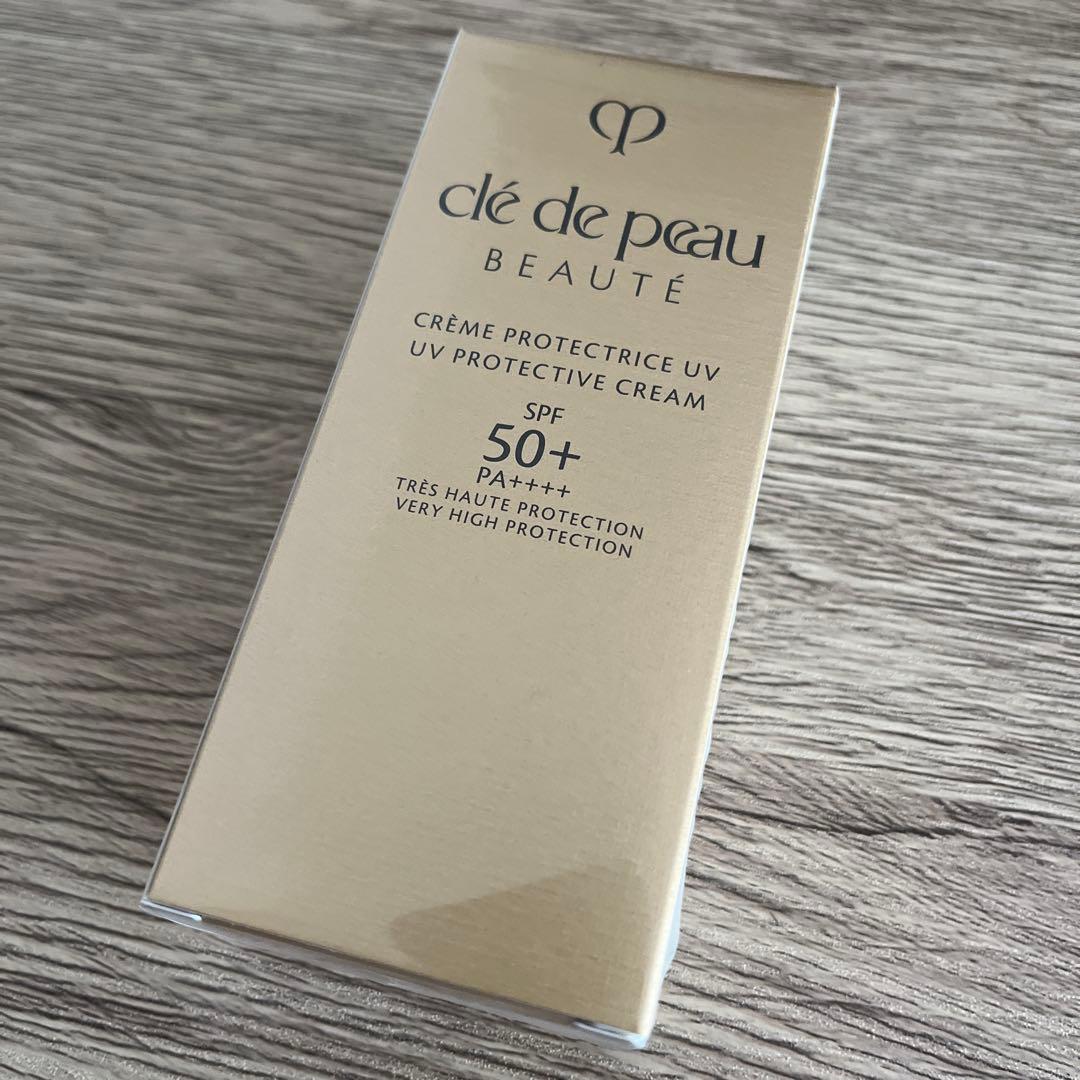 clé de peau
BEAUTÉ
CRÈME PROTECTRICE UV
UV PROTECTIVE CREAM
SPF
50+
PA++++
TRÈS HAUTE PROTECTION
VERY HIGH PROTECTION